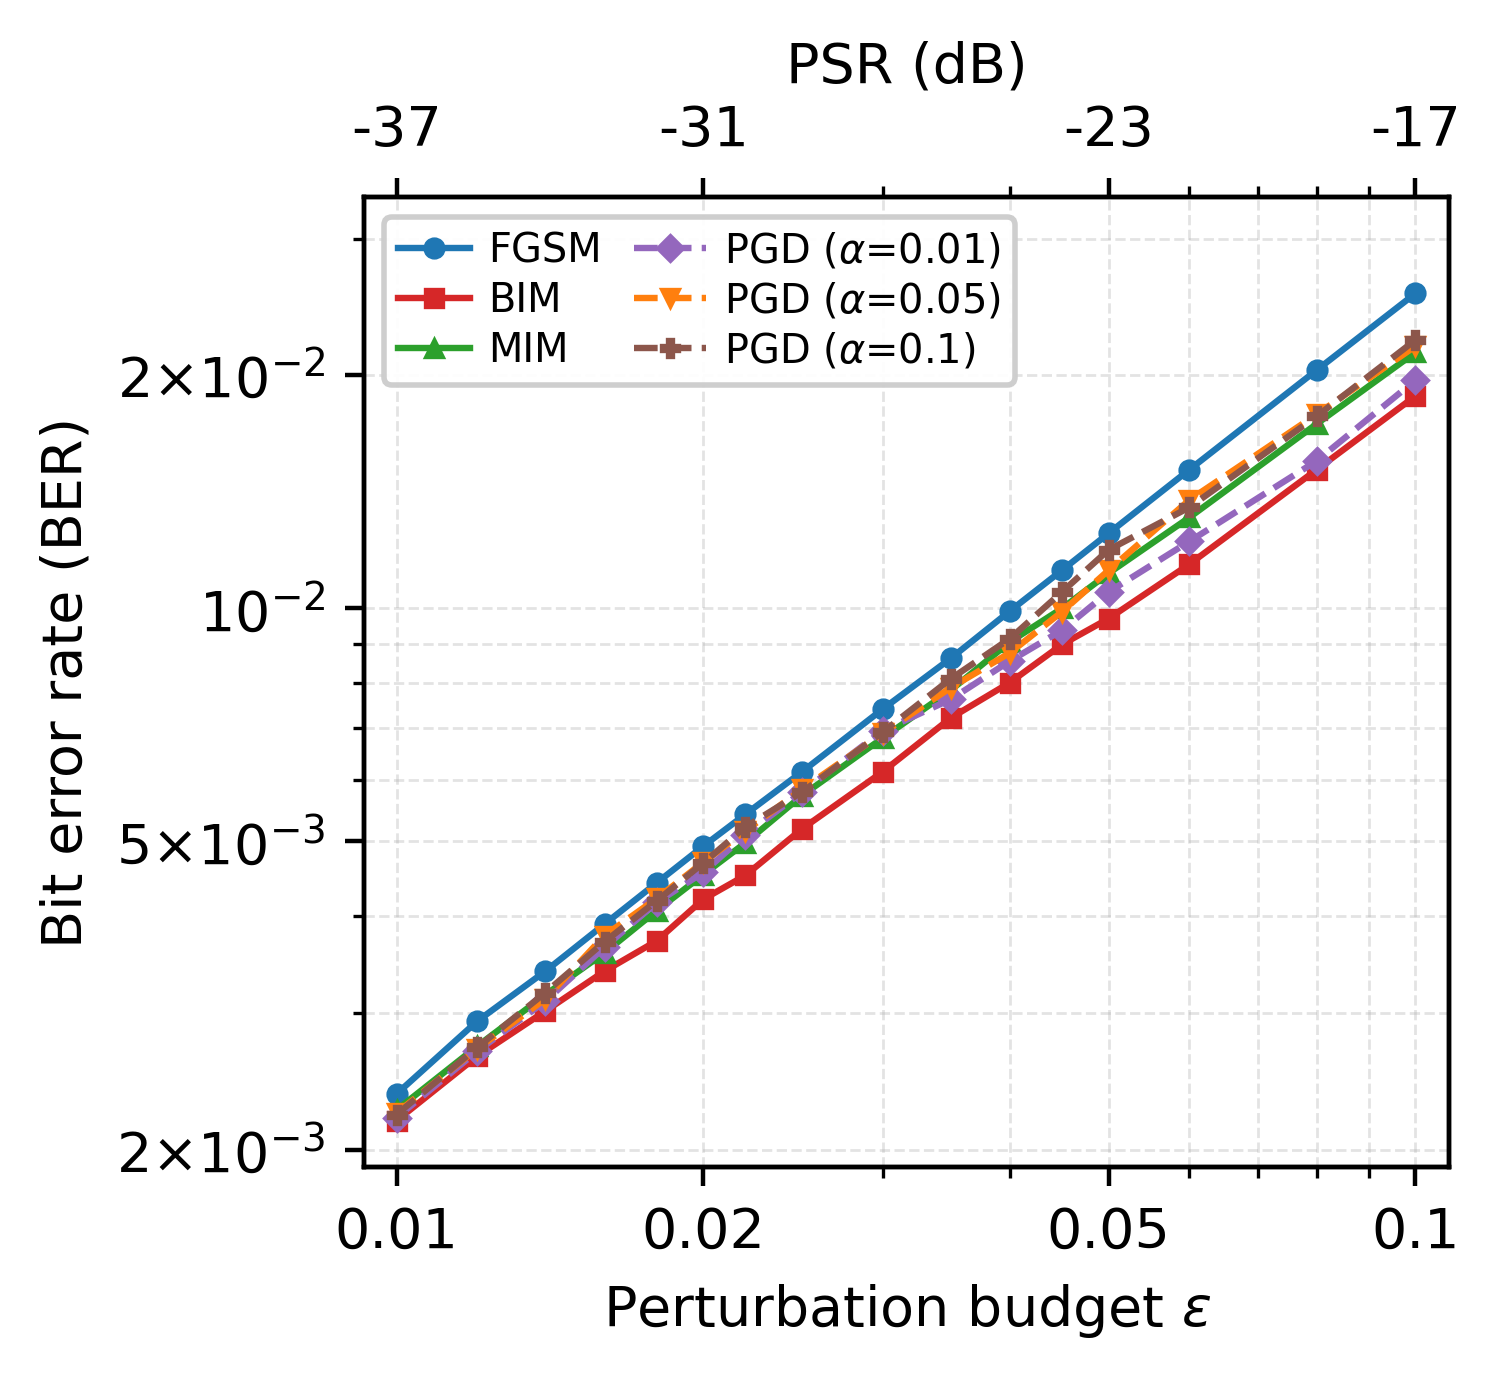 PSR (dB)
-37 -31 -23 -17
FGSM PGD (α=0.01)
BIM PGD (α=0.05)
MIM PGD (α=0.1)
Bit error rate (BER)
2×10⁻²
10⁻²
5×10⁻³
2×10⁻³
0.01 0.02 0.05 0.1
Perturbation budget ε